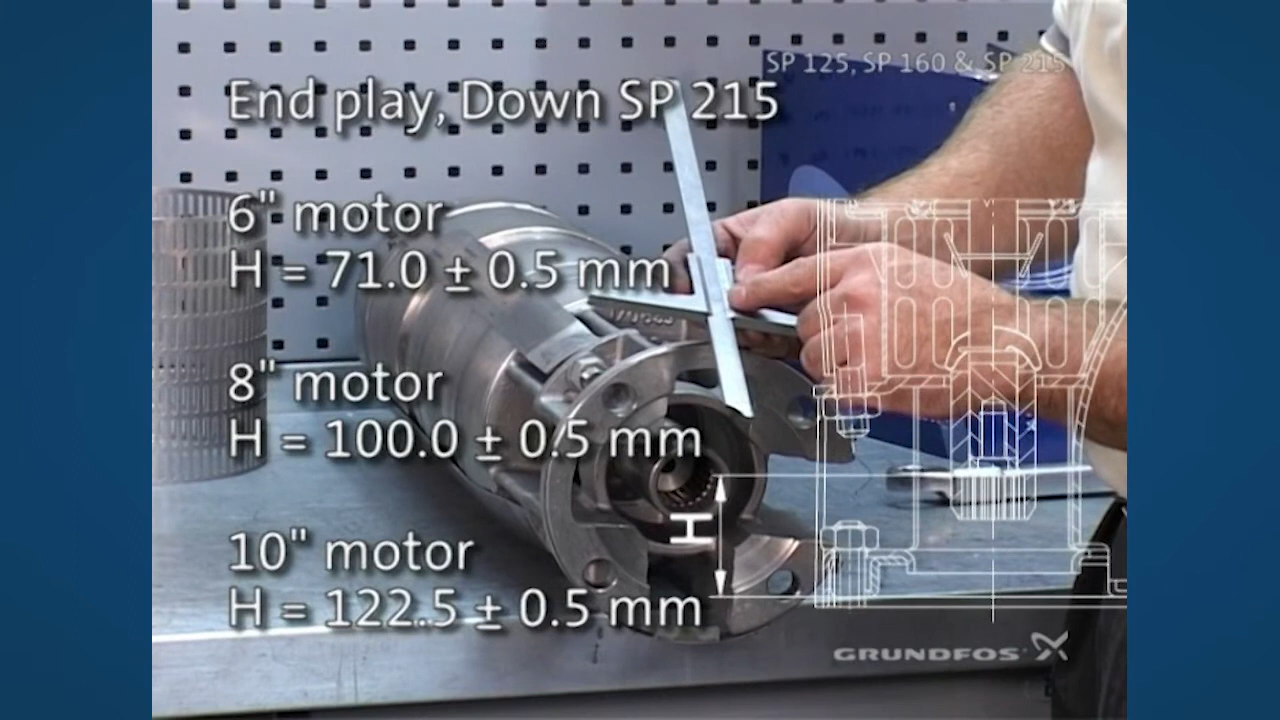 SP 125, SP 160 & SP 215
End play, Down SP 215
6" motor
H = 71.0 ± 0.5 mm
8" motor
H = 100.0 ± 0.5 mm
10" motor
H = 122.5 ± 0.5 mm
H
GRUNDFOS